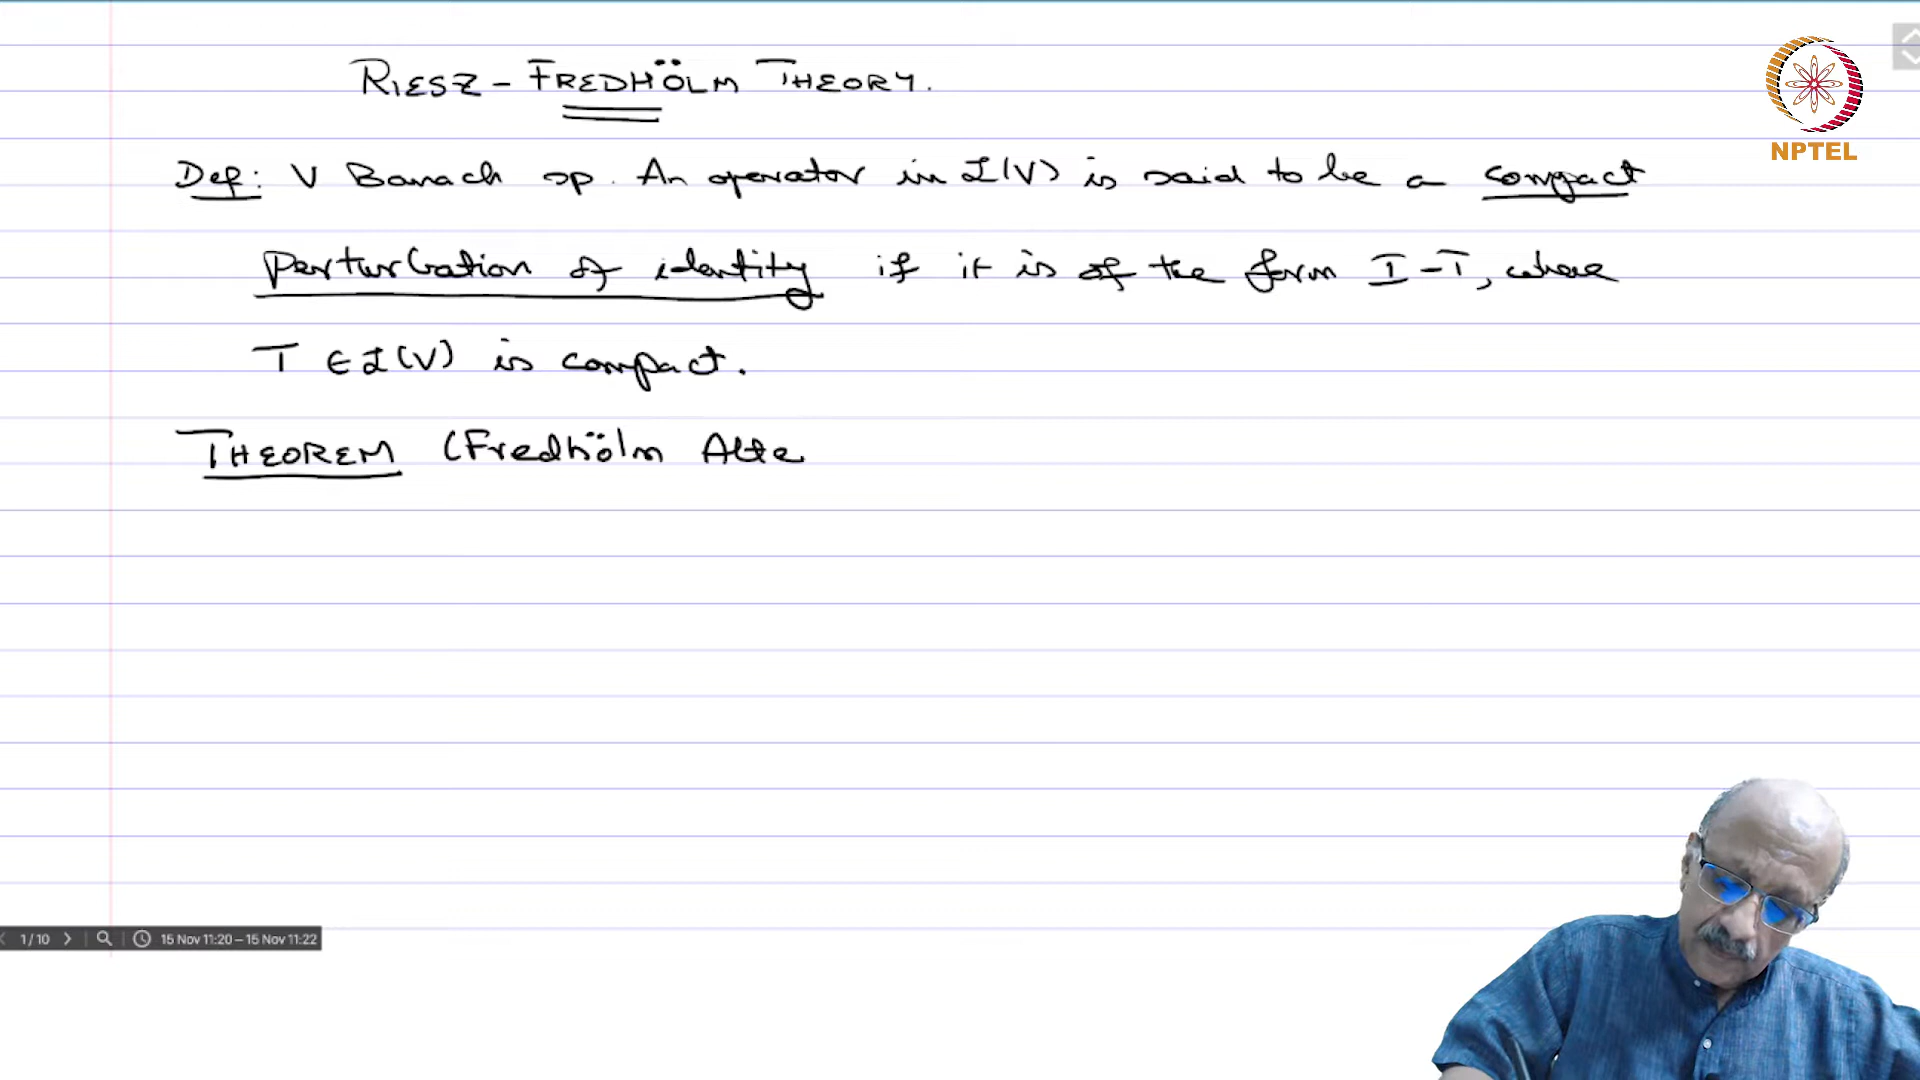 RIESZ - FREDHÖLM THEORY.
NPTEL
Def: V Banach sp. An operator in L(V) is said to be a compact
perturbation of identity if it is of the form I - T, where
T ∈ L(V) is compact.
THEOREM (Fredhölm Alte
1/10 15 Nov 11:20 – 15 Nov 11:22